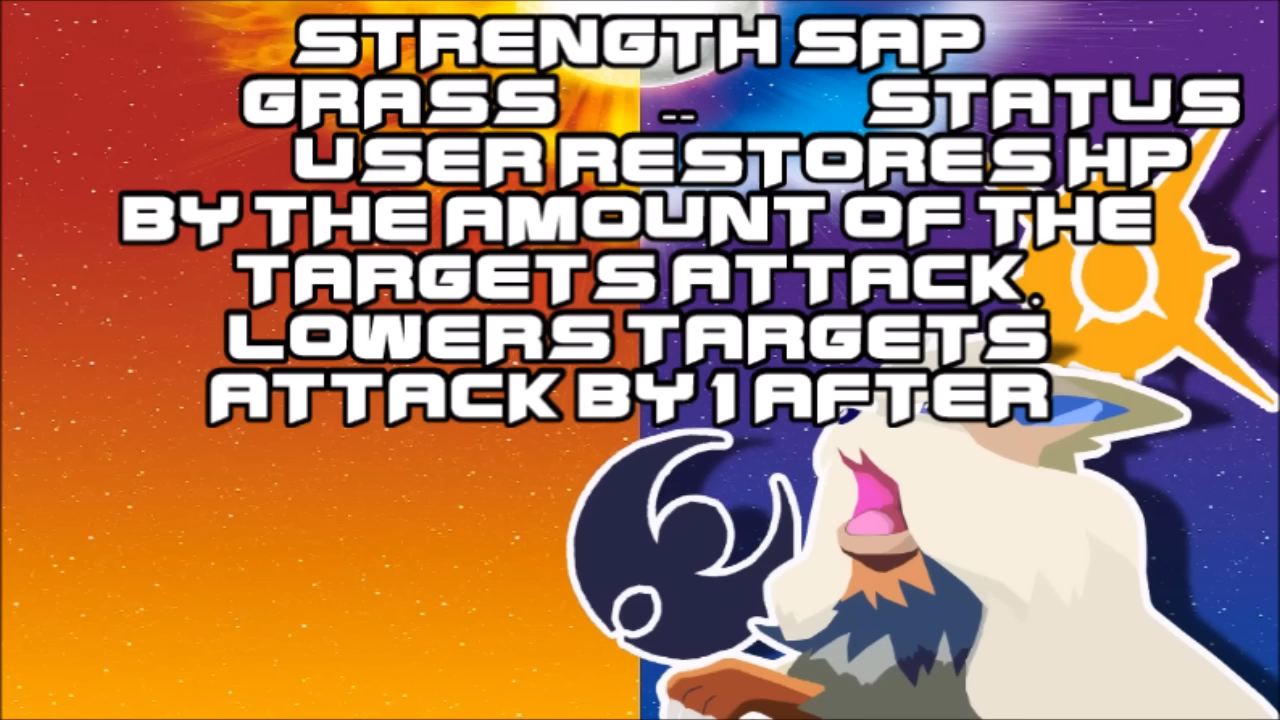 STRENGTH SAP
GRASS -- STATUS
USER RESTORES HP
BY THE AMOUNT OF THE
TARGETS ATTACK.
LOWERS TARGETS
ATTACK BY 1 AFTER